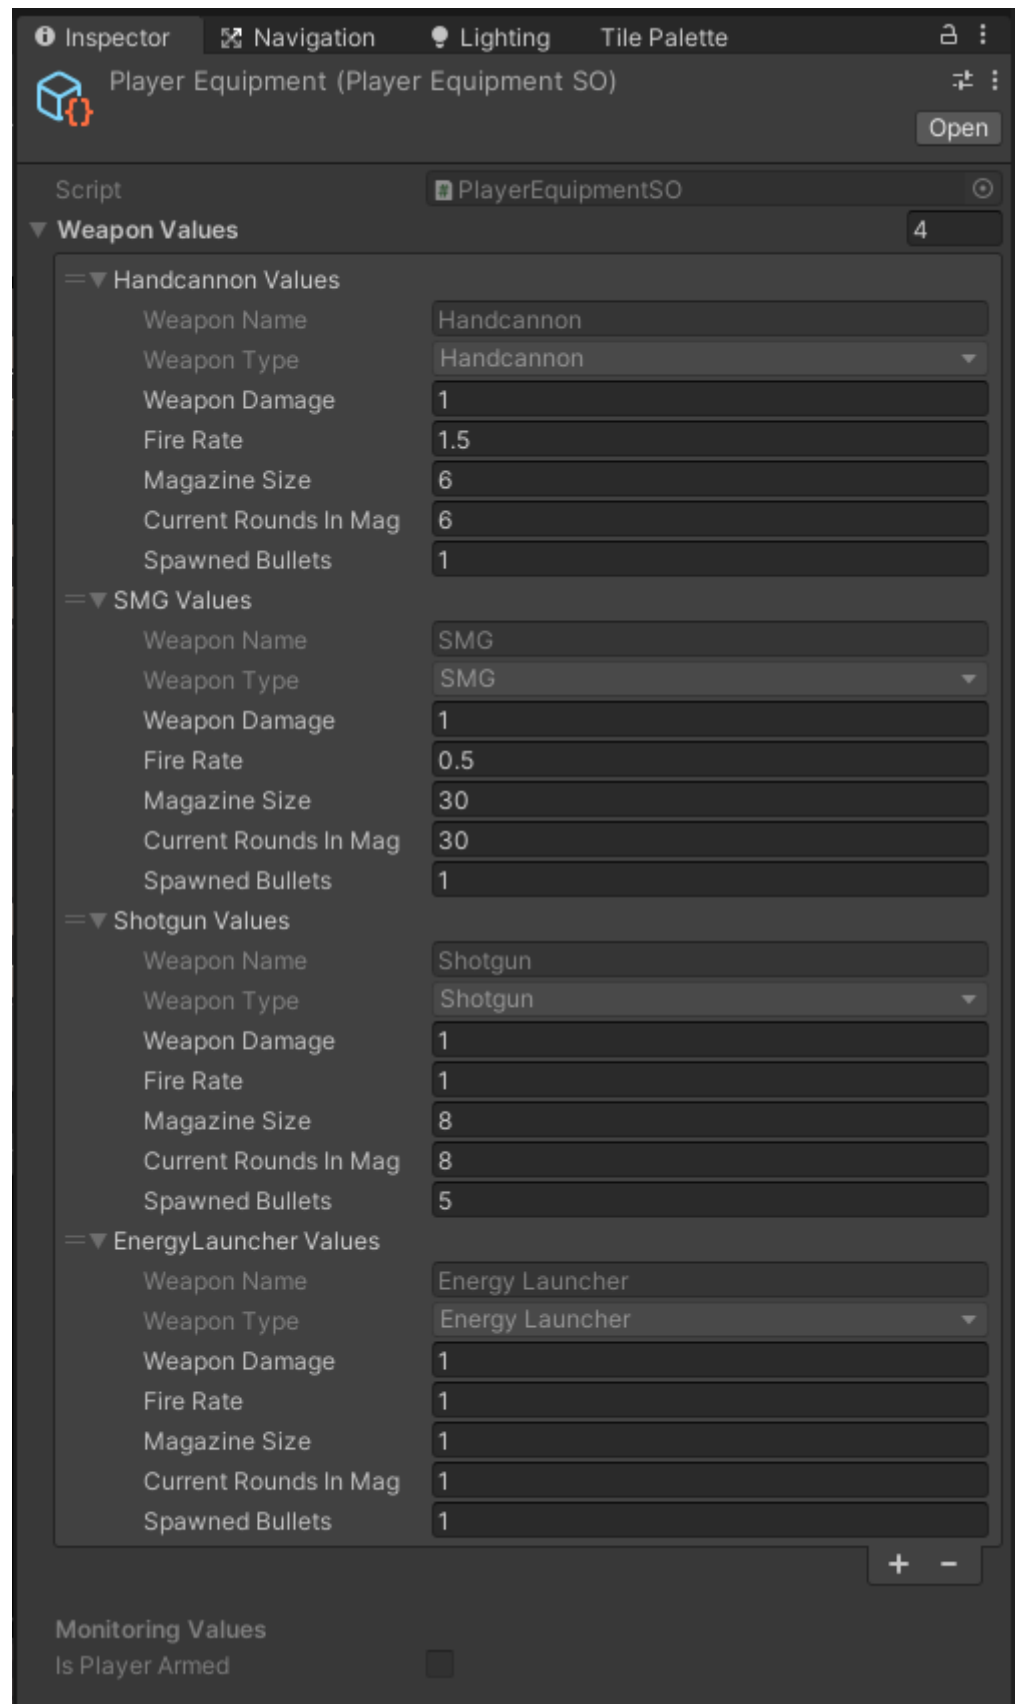 Inspector Navigation Lighting Tile Palette
Player Equipment (Player Equipment SO)
Open
Script PlayerEquipmentSO
Weapon Values 4
Handcannon Values
Weapon Name Handcannon
Weapon Type Handcannon
Weapon Damage 1
Fire Rate 1.5
Magazine Size 6
Current Rounds In Mag 6
Spawned Bullets 1
SMG Values
Weapon Name SMG
Weapon Type SMG
Weapon Damage 1
Fire Rate 0.5
Magazine Size 30
Current Rounds In Mag 30
Spawned Bullets 1
Shotgun Values
Weapon Name Shotgun
Weapon Type Shotgun
Weapon Damage 1
Fire Rate 1
Magazine Size 8
Current Rounds In Mag 8
Spawned Bullets 5
EnergyLauncher Values
Weapon Name Energy Launcher
Weapon Type Energy Launcher
Weapon Damage 1
Fire Rate 1
Magazine Size 1
Current Rounds In Mag 1
Spawned Bullets 1
+ −
Monitoring Values
Is Player Armed